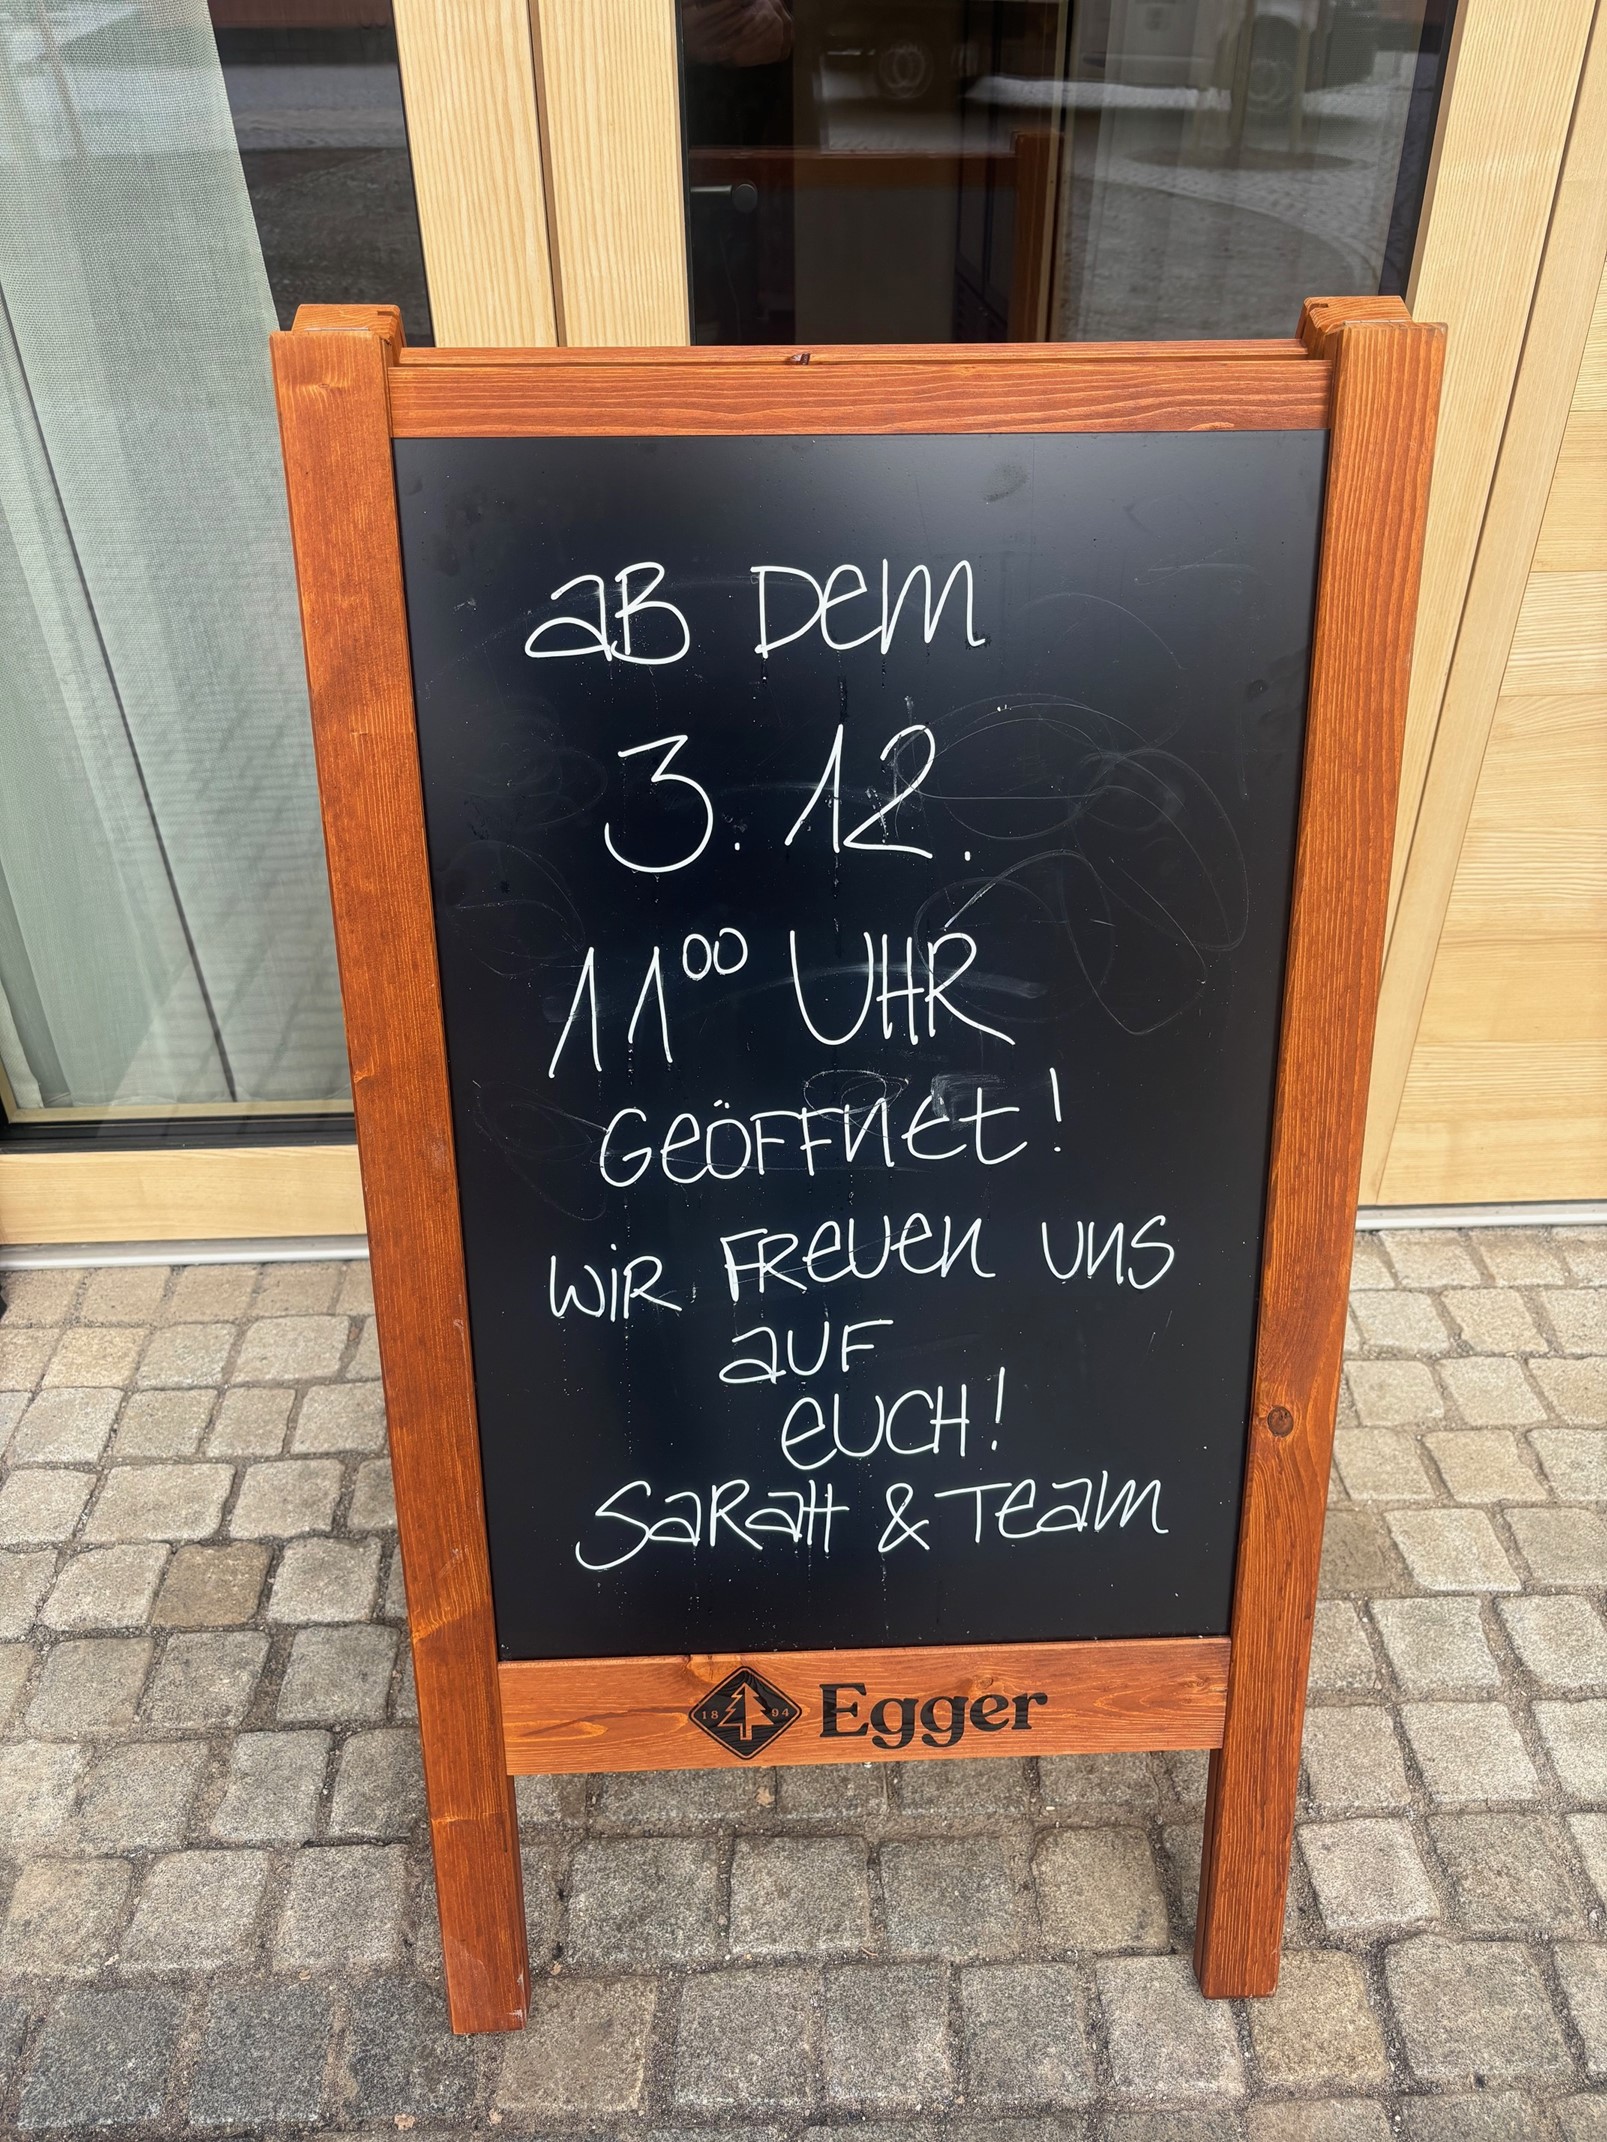 aB Dem
3. 12.
11⁰⁰ UHR
GeÖFFnet!
WiR FReUen UnS
aUF
eUCH!
SaRaH & Team
18 94 Egger